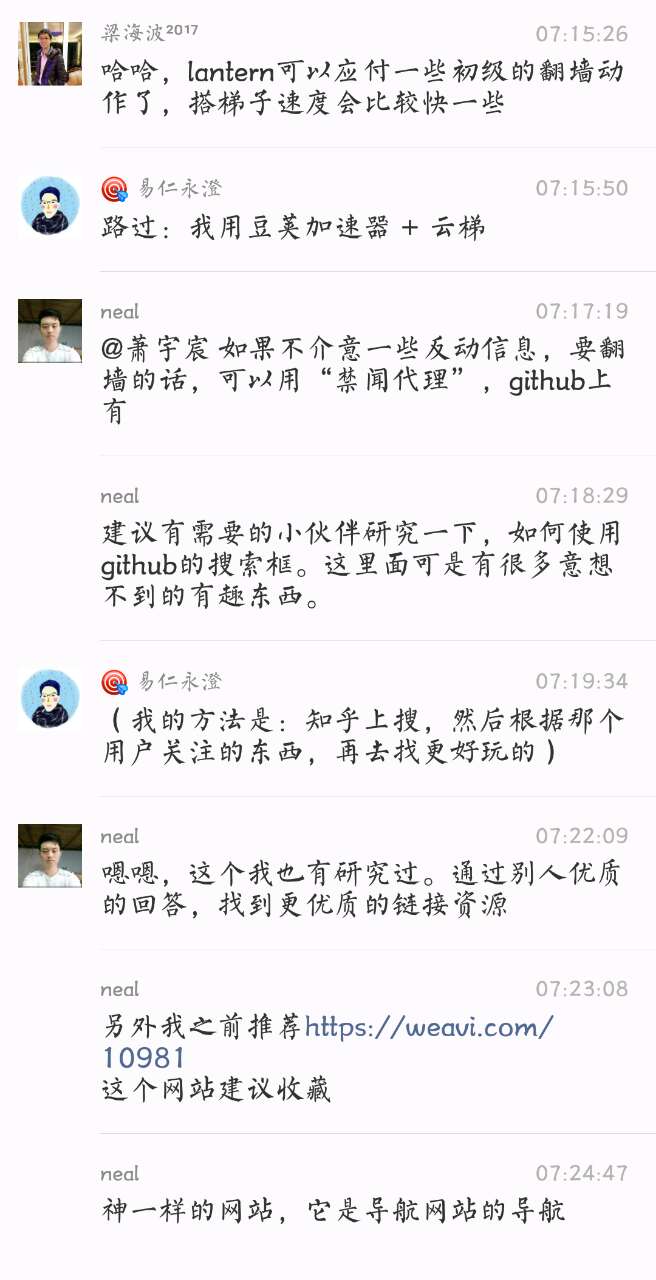 梁海波²⁰¹⁷ 07:15:26
哈哈，lantern可以应付一些初级的翻墙动
作了，搭梯子速度会比较快一些
易仁永澄 07:15:50
路过：我用豆荚加速器 + 云梯
neal 07:17:19
@萧宇宸 如果不介意一些反动信息，要翻
墙的话，可以用“禁闻代理”，github上
有
neal 07:18:29
建议有需要的小伙伴研究一下，如何使用
github的搜索框。这里面可是有很多意想
不到的有趣东西。
易仁永澄 07:19:34
（我的方法是：知乎上搜，然后根据那个
用户关注的东西，再去找更好玩的）
neal 07:22:09
嗯嗯，这个我也有研究过。通过别人优质
的回答，找到更优质的链接资源
neal 07:23:08
另外我之前推荐https://weavi.com/
10981
这个网站建议收藏
neal 07:24:47
神一样的网站，它是导航网站的导航